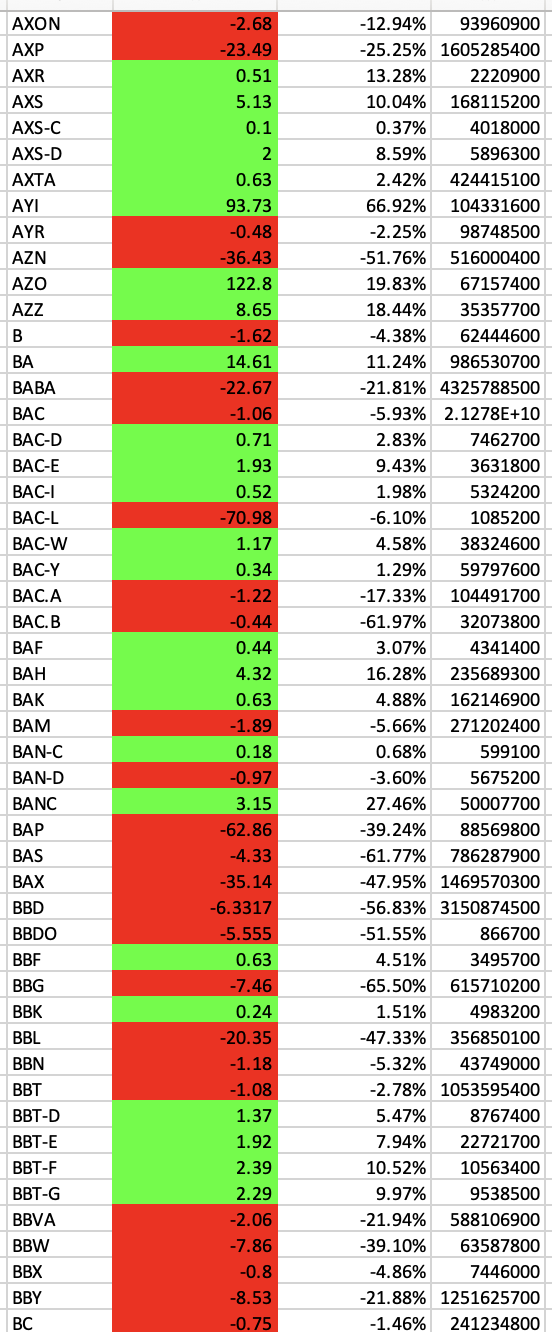 AXON -2.68 -12.94% 93960900
AXP -23.49 -25.25% 1605285400
AXR 0.51 13.28% 2220900
AXS 5.13 10.04% 168115200
AXS-C 0.1 0.37% 4018000
AXS-D 2 8.59% 5896300
AXTA 0.63 2.42% 424415100
AYI 93.73 66.92% 104331600
AYR -0.48 -2.25% 98748500
AZN -36.43 -51.76% 516000400
AZO 122.8 19.83% 67157400
AZZ 8.65 18.44% 35357700
B -1.62 -4.38% 62444600
BA 14.61 11.24% 986530700
BABA -22.67 -21.81% 4325788500
BAC -1.06 -5.93% 2.1278E+10
BAC-D 0.71 2.83% 7462700
BAC-E 1.93 9.43% 3631800
BAC-I 0.52 1.98% 5324200
BAC-L -70.98 -6.10% 1085200
BAC-W 1.17 4.58% 38324600
BAC-Y 0.34 1.29% 59797600
BAC.A -1.22 -17.33% 104491700
BAC.B -0.44 -61.97% 32073800
BAF 0.44 3.07% 4341400
BAH 4.32 16.28% 235689300
BAK 0.63 4.88% 162146900
BAM -1.89 -5.66% 271202400
BAN-C 0.18 0.68% 599100
BAN-D -0.97 -3.60% 5675200
BANC 3.15 27.46% 50007700
BAP -62.86 -39.24% 88569800
BAS -4.33 -61.77% 786287900
BAX -35.14 -47.95% 1469570300
BBD -6.3317 -56.83% 3150874500
BBDO -5.555 -51.55% 866700
BBF 0.63 4.51% 3495700
BBG -7.46 -65.50% 615710200
BBK 0.24 1.51% 4983200
BBL -20.35 -47.33% 356850100
BBN -1.18 -5.32% 43749000
BBT -1.08 -2.78% 1053595400
BBT-D 1.37 5.47% 8767400
BBT-E 1.92 7.94% 22721700
BBT-F 2.39 10.52% 10563400
BBT-G 2.29 9.97% 9538500
BBVA -2.06 -21.94% 588106900
BBW -7.86 -39.10% 63587800
BBX -0.8 -4.86% 7446000
BBY -8.53 -21.88% 1251625700
BC -0.75 -1.46% 241234800